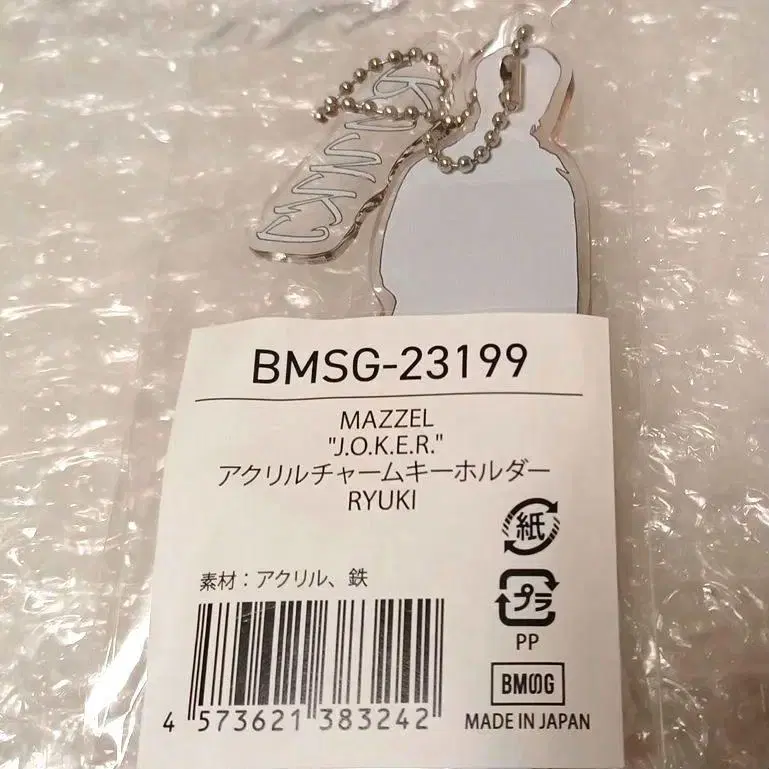 BMSG-23199
MAZZEL
"J.O.K.E.R."
アクリルチャームキーホルダー
RYUKI
紙
素材：アクリル、鉄
プラ
PP
BMSG
4 573621 383242
MADE IN JAPAN